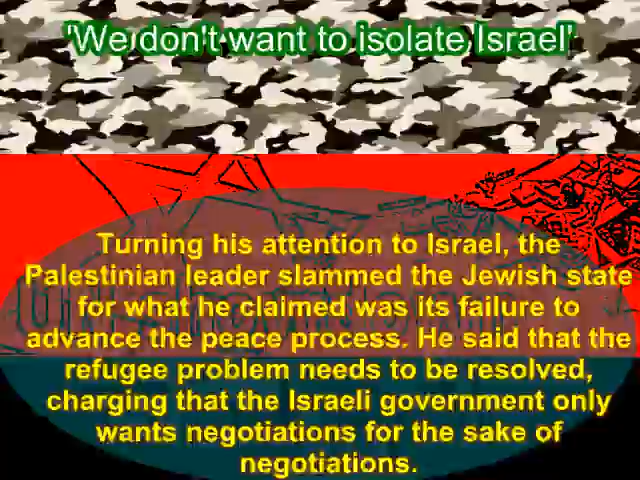 'We don't want to isolate Israel'
Turning his attention to Israel, the
Palestinian leader slammed the Jewish state
for what he claimed was its failure to
advance the peace process. He said that the
refugee problem needs to be resolved,
charging that the Israeli government only
wants negotiations for the sake of
negotiations.